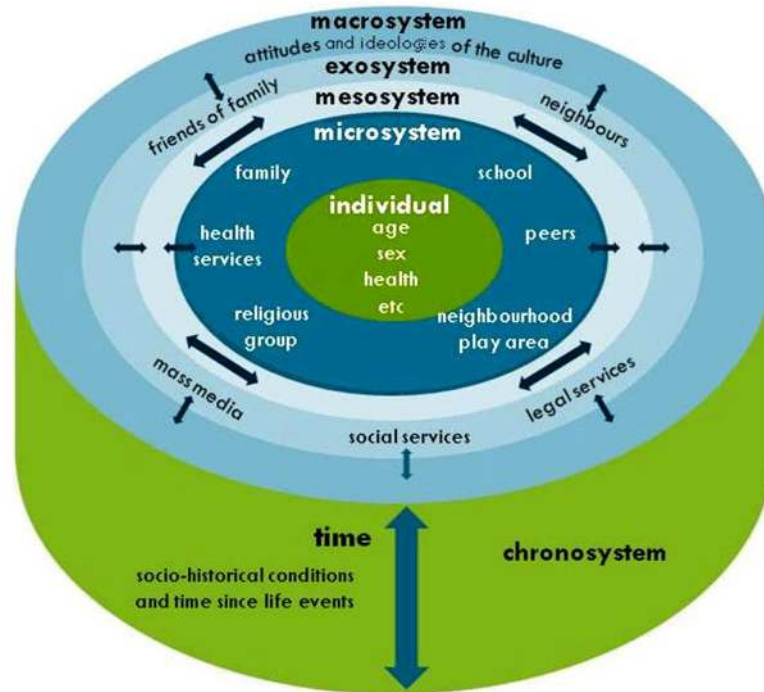 macrosystem
attitudes and ideologies of the culture
exosystem
friends of family
neighbours
mesosystem
microsystem
family
school
individual
age
sex
health
etc
health
services
peers
religious
group
neighbourhood
play area
mass media
legal services
social services
time
socio-historical conditions
and time since life events
chronosystem